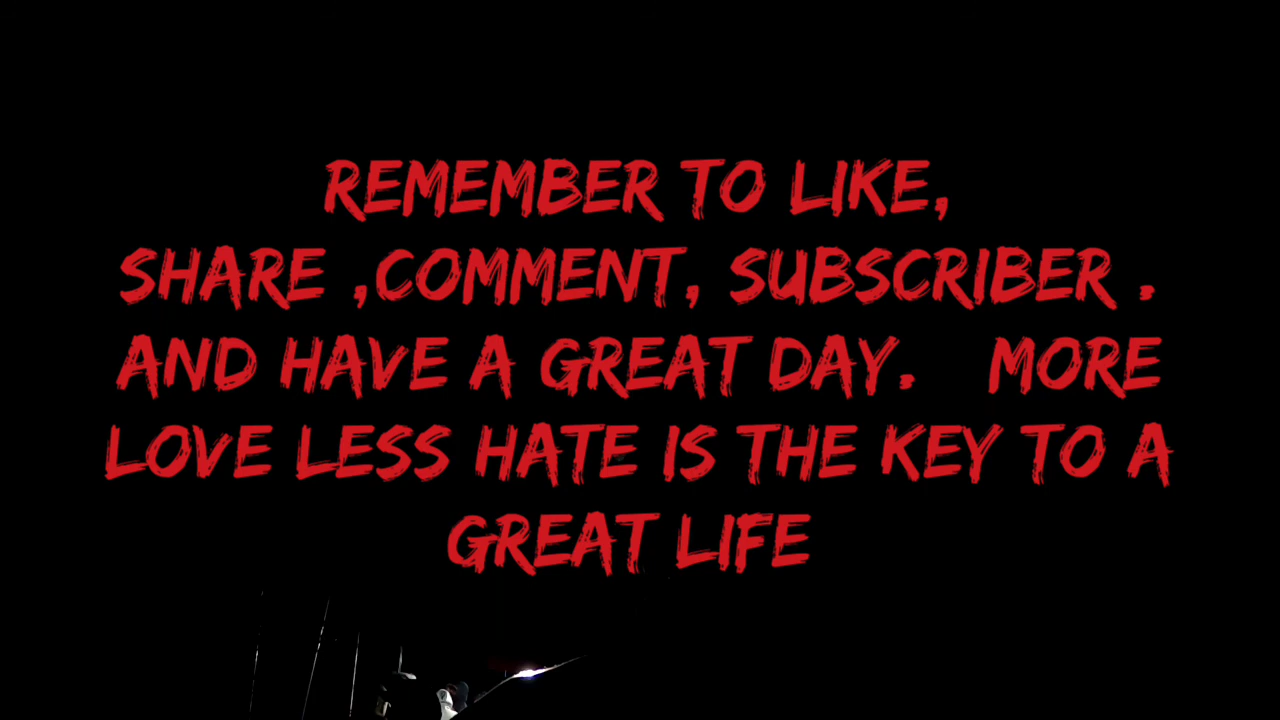 REMEMBER TO LIKE,
SHARE ,COMMENT, SUBSCRIBER .
AND HAVE A GREAT DAY.   MORE
LOVE LESS HATE IS THE KEY TO A
GREAT LIFE